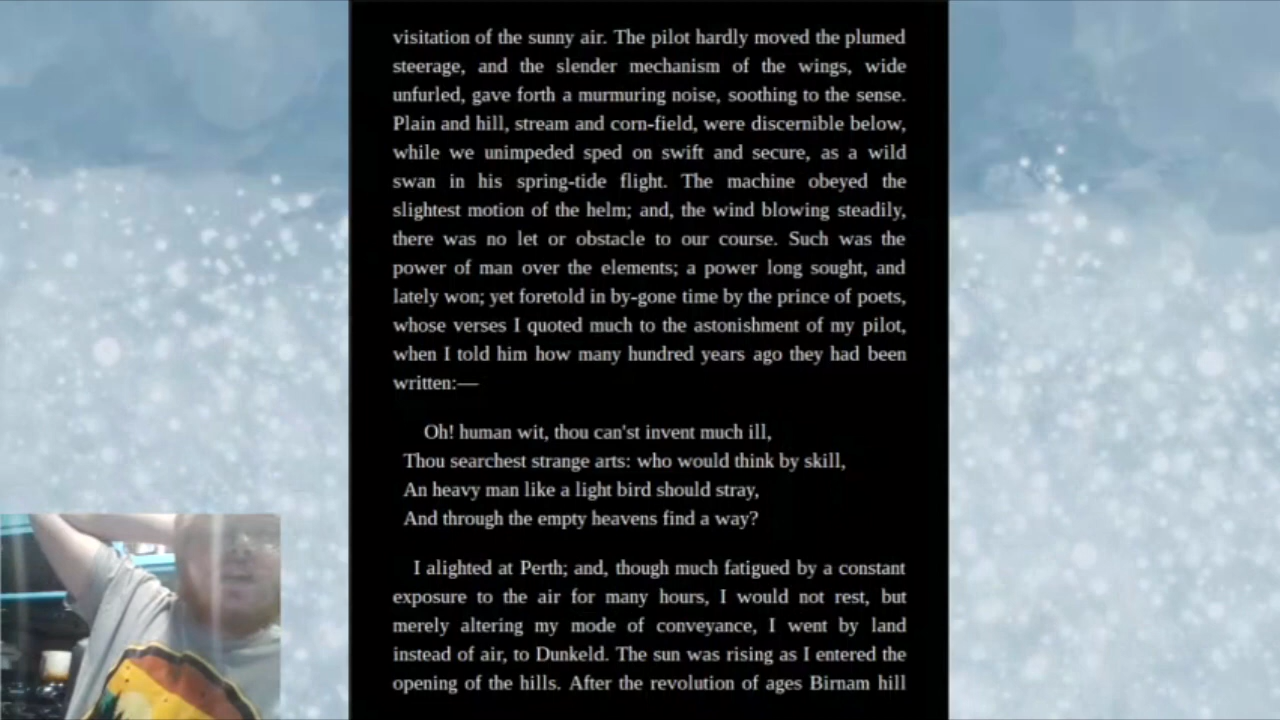 visitation of the sunny air. The pilot hardly moved the plumed
steerage, and the slender mechanism of the wings, wide
unfurled, gave forth a murmuring noise, soothing to the sense.
Plain and hill, stream and corn-field, were discernible below,
while we unimpeded sped on swift and secure, as a wild
swan in his spring-tide flight. The machine obeyed the
slightest motion of the helm; and, the wind blowing steadily,
there was no let or obstacle to our course. Such was the
power of man over the elements; a power long sought, and
lately won; yet foretold in by-gone time by the prince of poets,
whose verses I quoted much to the astonishment of my pilot,
when I told him how many hundred years ago they had been
written:—
Oh! human wit, thou can'st invent much ill,
Thou searchest strange arts: who would think by skill,
An heavy man like a light bird should stray,
And through the empty heavens find a way?
I alighted at Perth; and, though much fatigued by a constant
exposure to the air for many hours, I would not rest, but
merely altering my mode of conveyance, I went by land
instead of air, to Dunkeld. The sun was rising as I entered the
opening of the hills. After the revolution of ages Birnam hill